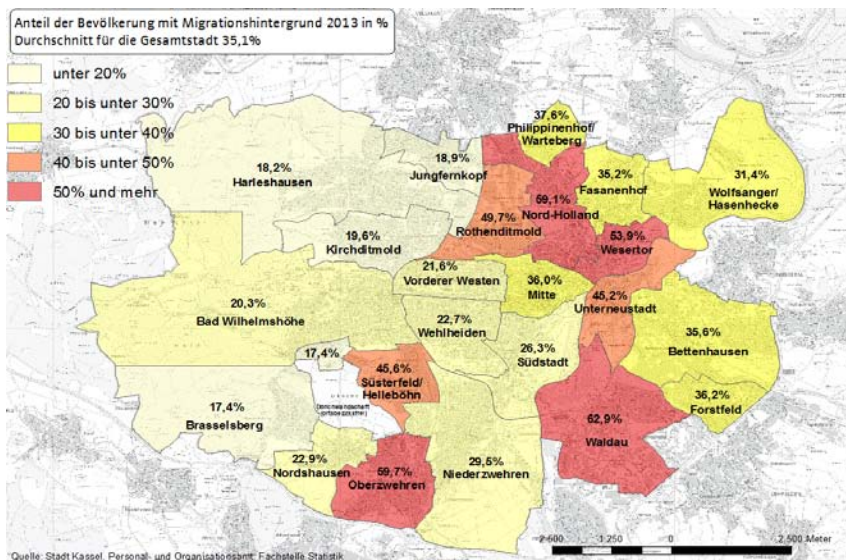 Anteil der Bevölkerung mit Migrationshintergrund 2013 in %
Durchschnitt für die Gesamtstadt 35,1%
unter 20%
20 bis unter 30%
30 bis unter 40%
40 bis unter 50%
50% und mehr
37,6%
Philippinenhof/
Warteberg
18,2%
Harleshausen
18,9%
Jungfernkopf
35,2%
Fasanenhof
31,4%
Wolfsanger/
Hasenhecke
59,1%
Nord-Holland
49,7%
Rothenditmold
19,6%
Kirchditmold
53,9%
Wesertor
21,6%
Vorderer Westen
36,0%
Mitte
20,3%
Bad Wilhelmshöhe
45,2%
Unterneustadt
22,7%
Wehlheiden
35,6%
Bettenhausen
26,3%
Südstadt
17,4%
45,6%
Süsterfeld/
Helleböhn
17,4%
Brasselsberg
36,2%
Forstfeld
62,9%
Waldau
22,9%
Nordshausen
59,7%
Oberzwehren
29,5%
Niederzwehren
2.500 1.250 0 2.500 Meter
Quelle: Stadt Kassel, Personal- und Organisationsamt, Fachstelle Statistik